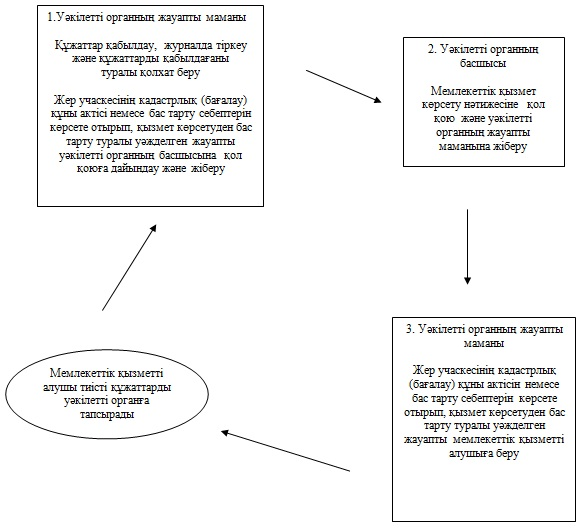 1.Уәкілетті органның жауапты маманы
Құжаттар қабылдау, журналда тіркеу
және құжаттарды қабылдағаны
туралы қолхат беру
Жер учаскесінің кадастрлық (бағалау)
құны актісі немесе бас тарту себептерін
көрсете отырып, қызмет көрсетуден бас
тарту туралы уәжделген жауапты
уәкілетті органның басшысына қол
қоюға дайындау және жіберу
2. Уәкілетті органның
басшысы
Мемлекеттік қызмет
көрсету нәтижесіне қол
қою және уәкілетті
органның жауапты
маманына жіберу
3. Уәкілетті органның жауапты
маманы
Жер учаскесінің кадастрлық
(бағалау) құны актісін немесе
бас тарту себептерін көрсете
отырып, қызмет көрсетуден бас
тарту туралы уәжделген
жауапты мемлекеттік қызметті
алушыға беру
Мемлекеттік қызметті
алушы тиісті құжаттарды
уәкілетті органға
тапсырады